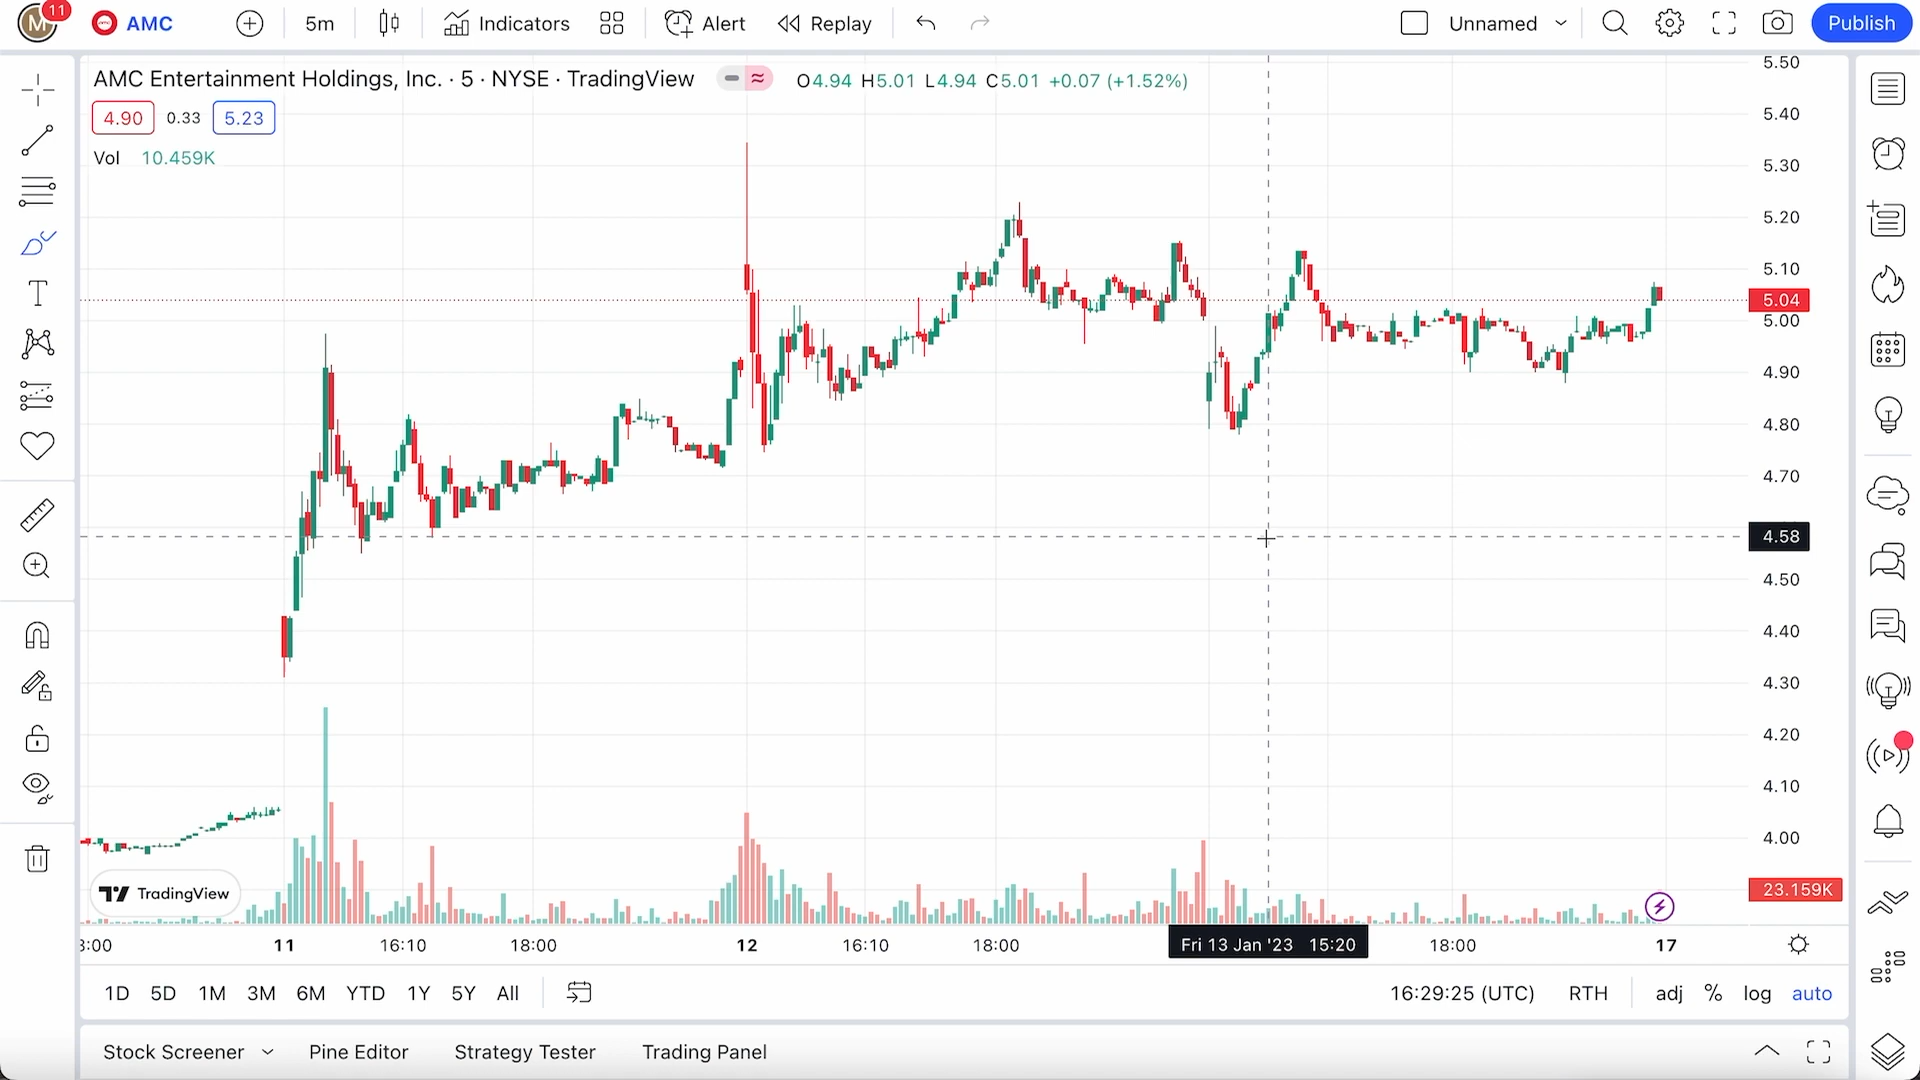 M 11 AMC 5m Indicators Alert Replay Unnamed Publish
AMC Entertainment Holdings, Inc. · 5 · NYSE · TradingView O4.94 H5.01 L4.94 C5.01 +0.07 (+1.52%)
4.90 0.33 5.23
Vol 10.459K
5.50
5.40
5.30
5.20
5.10
5.04
5.00
4.90
4.80
4.70
4.58
4.50
4.40
4.30
4.20
4.10
4.00
23.159K
TradingView
3:00 11 16:10 18:00 12 16:10 18:00 Fri 13 Jan '23 15:20 18:00 17
1D 5D 1M 3M 6M YTD 1Y 5Y All 16:29:25 (UTC) RTH adj % log auto
Stock Screener Pine Editor Strategy Tester Trading Panel